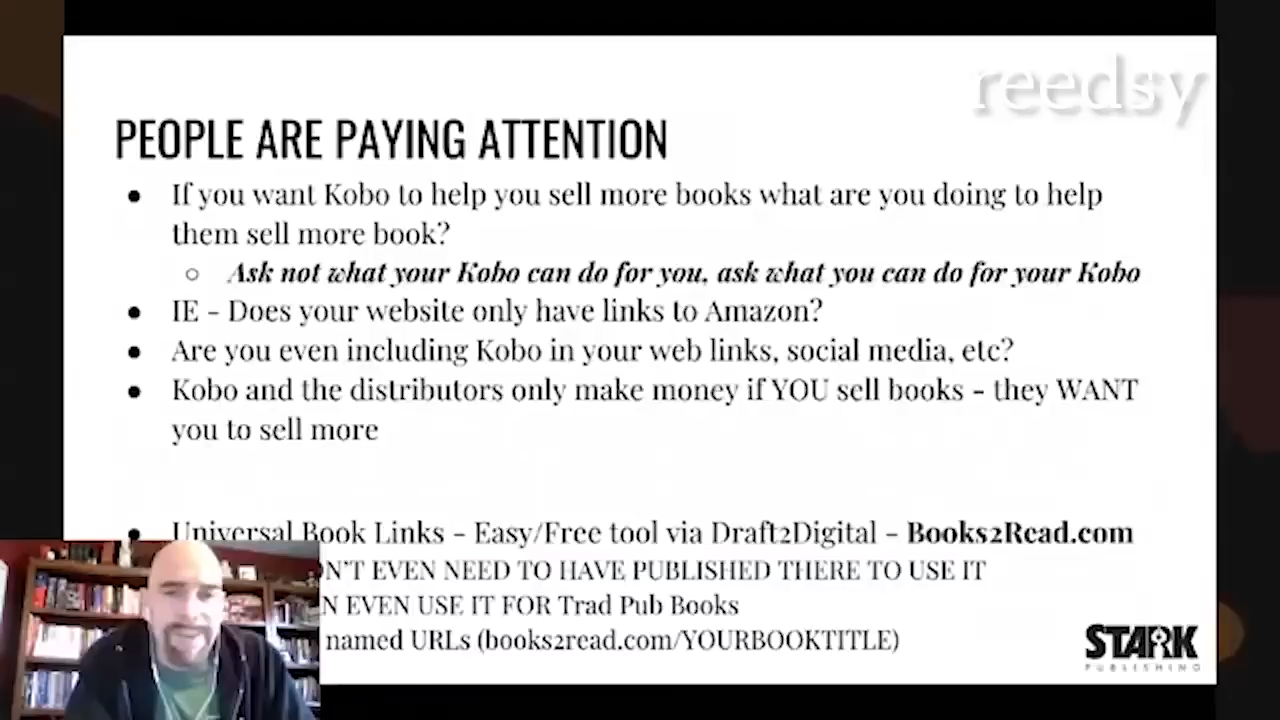 reedsy
PEOPLE ARE PAYING ATTENTION
● If you want Kobo to help you sell more books what are you doing to help
them sell more book?
○ Ask not what your Kobo can do for you, ask what you can do for your Kobo
● IE - Does your website only have links to Amazon?
● Are you even including Kobo in your web links, social media, etc?
● Kobo and the distributors only make money if YOU sell books - they WANT
you to sell more
● Universal Book Links - Easy/Free tool via Draft2Digital - Books2Read.com
N'T EVEN NEED TO HAVE PUBLISHED THERE TO USE IT
N EVEN USE IT FOR Trad Pub Books
named URLs (books2read.com/YOURBOOKTITLE)
STARK
PUBLISHING